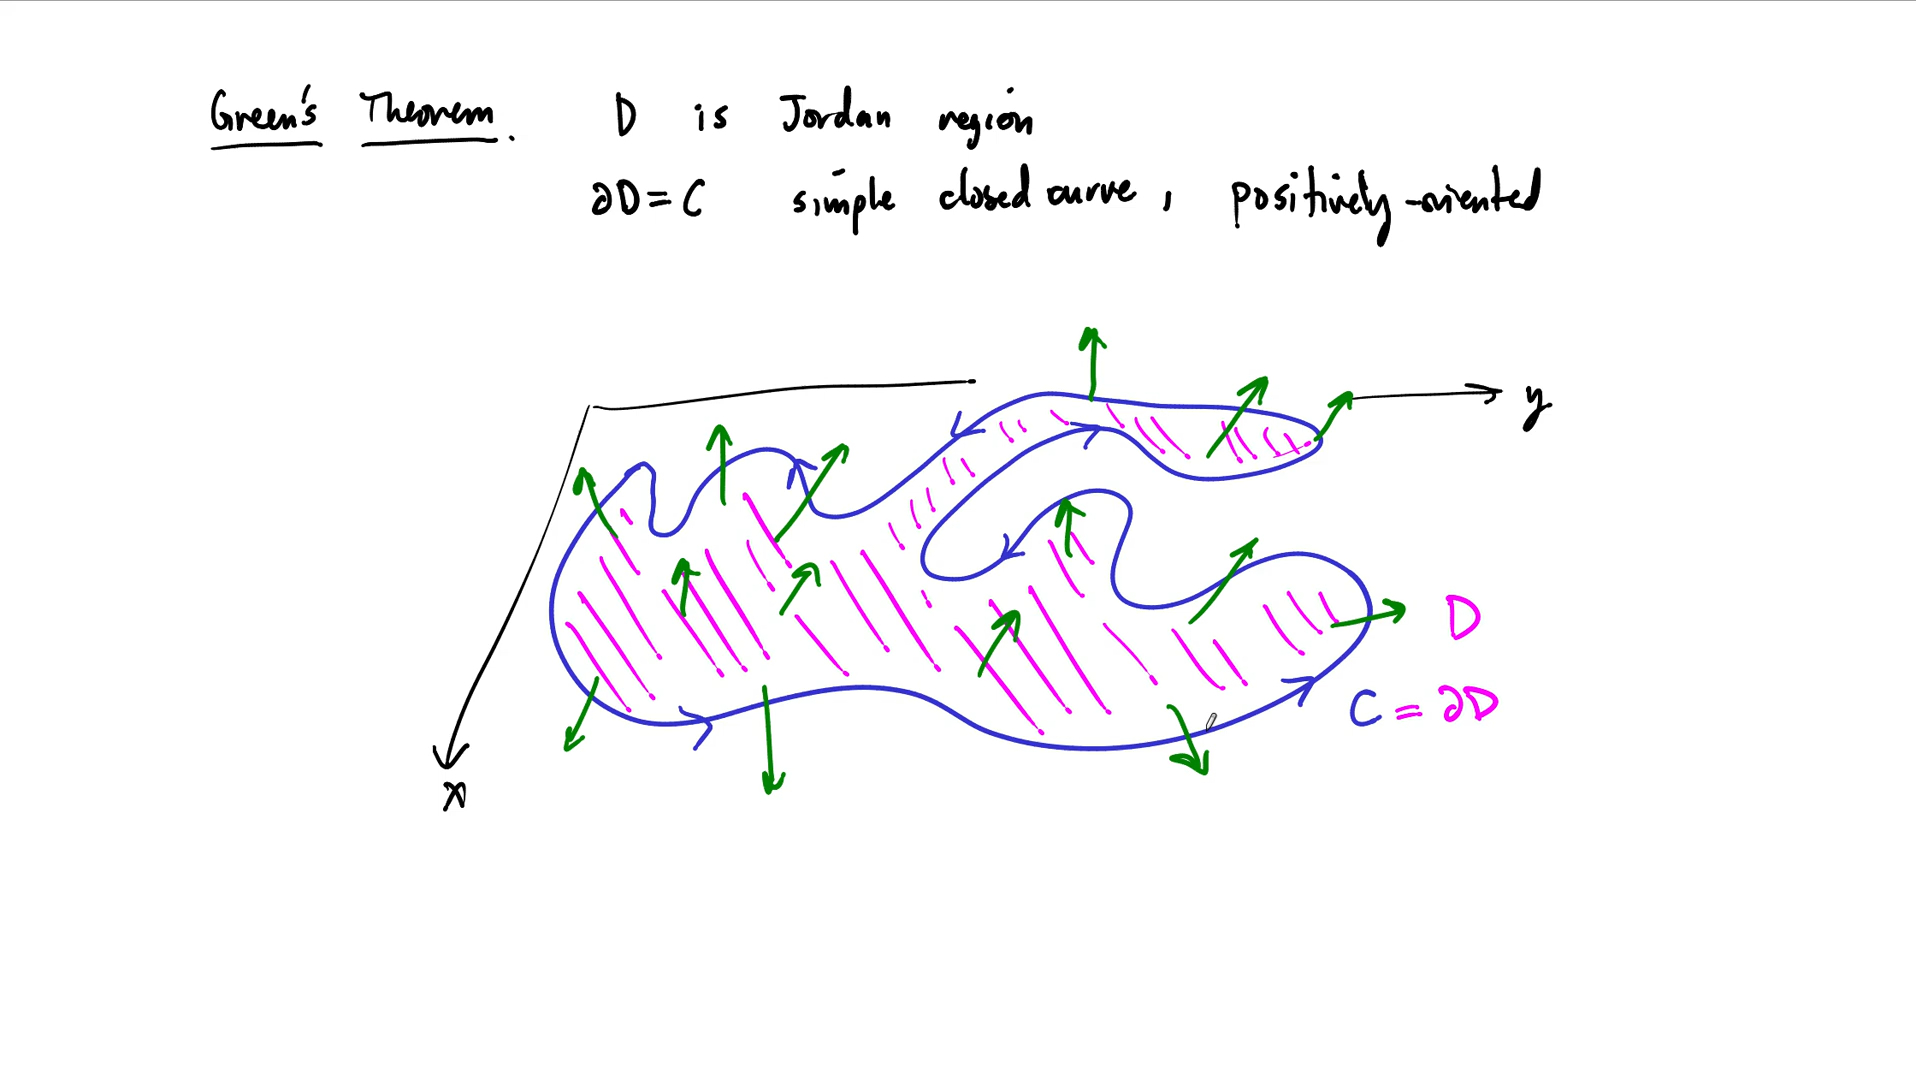 Green's Theorem. D is Jordan region
∂D = C simple closed curve, positively-oriented
y
D
C = ∂D
x